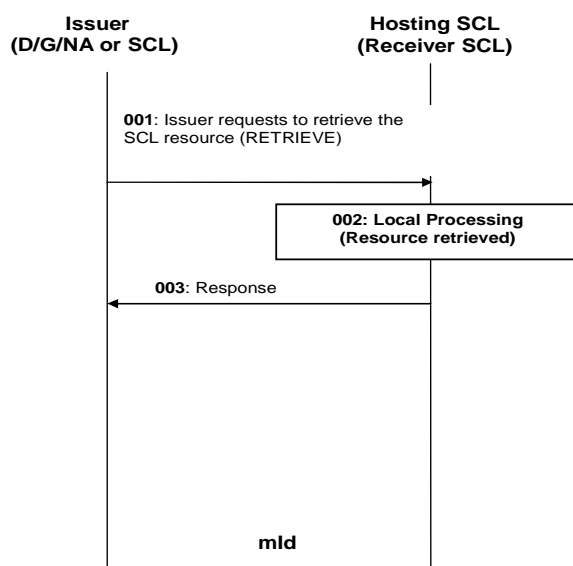 Issuer
(D/G/NA or SCL)
Hosting SCL
(Receiver SCL)
001: Issuer requests to retrieve the
SCL resource (RETRIEVE)
002: Local Processing
(Resource retrieved)
003: Response
mId